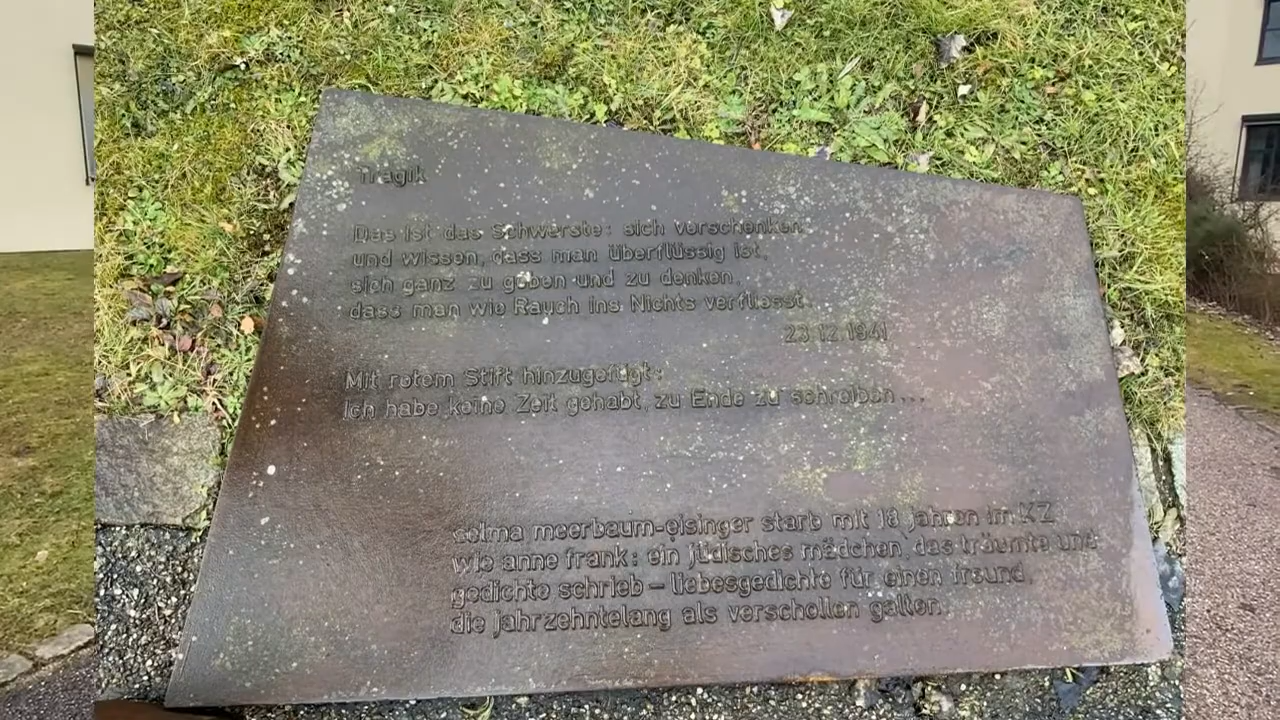 Tragik
Das ist das Schwerste: sich verschenken
und wissen, dass man überflüssig ist,
sich ganz zu geben und zu denken,
dass man wie Rauch ins Nichts verfliesst.
23.12.1941
Mit rotem Stift hinzugefügt:
Ich habe keine Zeit gehabt, zu Ende zu schreiben...
selma meerbaum-eisinger starb mit 18 jahren im KZ
wie anne frank: ein jüdisches mädchen, das träumte und
gedichte schrieb – liebesgedichte für einen freund,
die jahrzehntelang als verschollen galten.